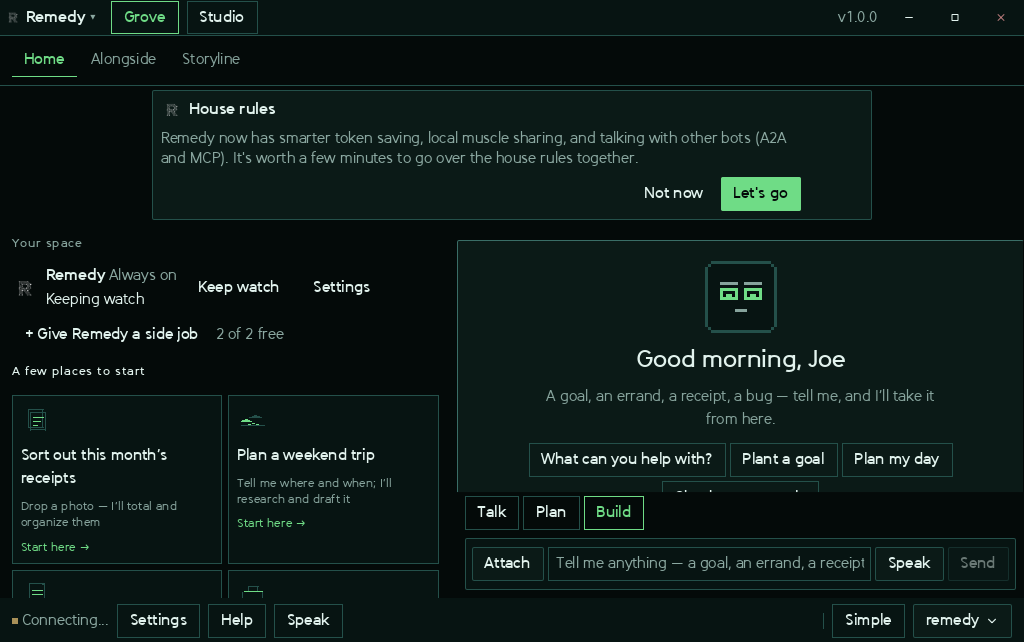 Remedy
Grove
Studio
v1.0.0
Home
Alongside
Storyline
House rules
Remedy now has smarter token saving, local muscle sharing, and talking with other bots (A2A
and MCP). It's worth a few minutes to go over the house rules together.
Not now
Let's go
Your space
Remedy Always on
Keeping watch
Keep watch
Settings
+ Give Remedy a side job
2 of 2 free
A few places to start
Sort out this month's
receipts
Drop a photo — I'll total and
organize them
Start here →
Plan a weekend trip
Tell me where and when; I'll
research and draft it
Start here →
Good morning, Joe
A goal, an errand, a receipt, a bug — tell me, and I'll take it
from here.
What can you help with?
Plant a goal
Plan my day
Talk
Plan
Build
Attach
Tell me anything — a goal, an errand, a receipt
Speak
Send
Connecting...
Settings
Help
Speak
Simple
remedy